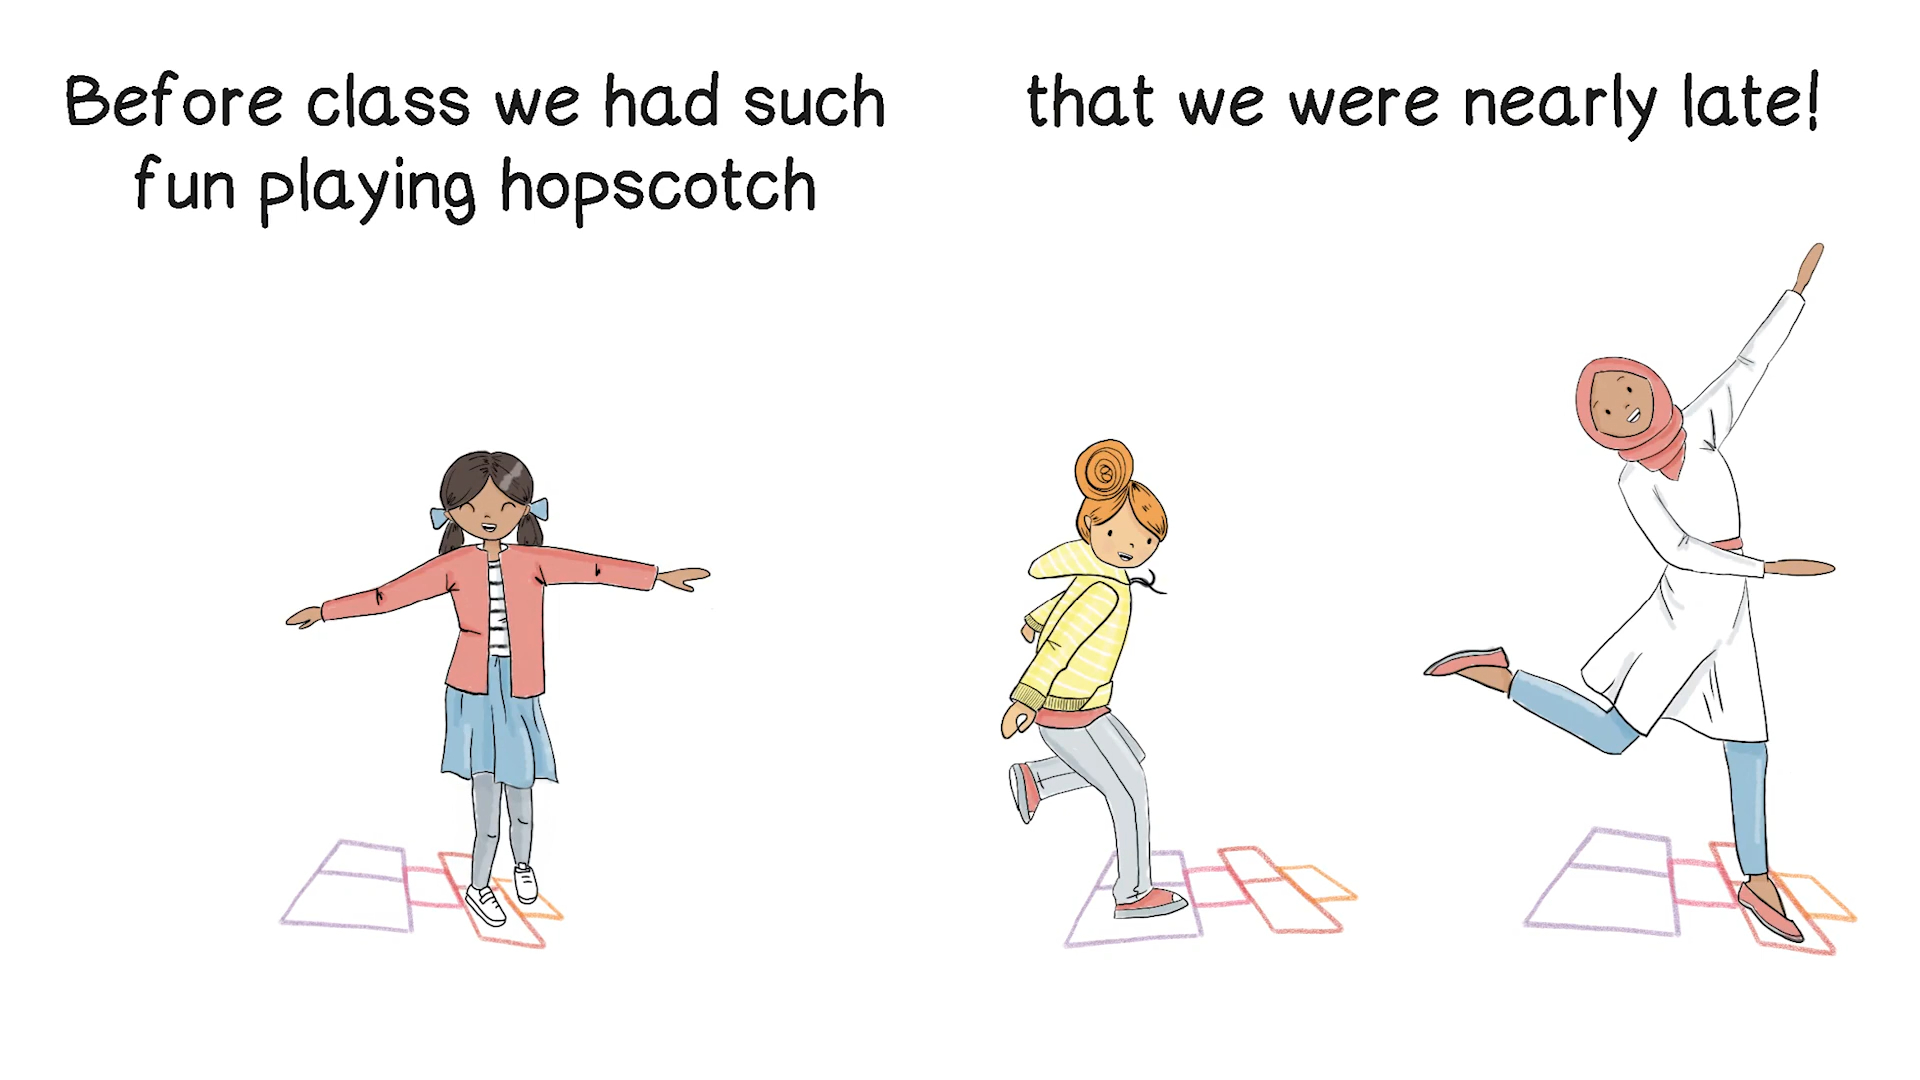 Before class we had such
fun playing hopscotch
that we were nearly late!